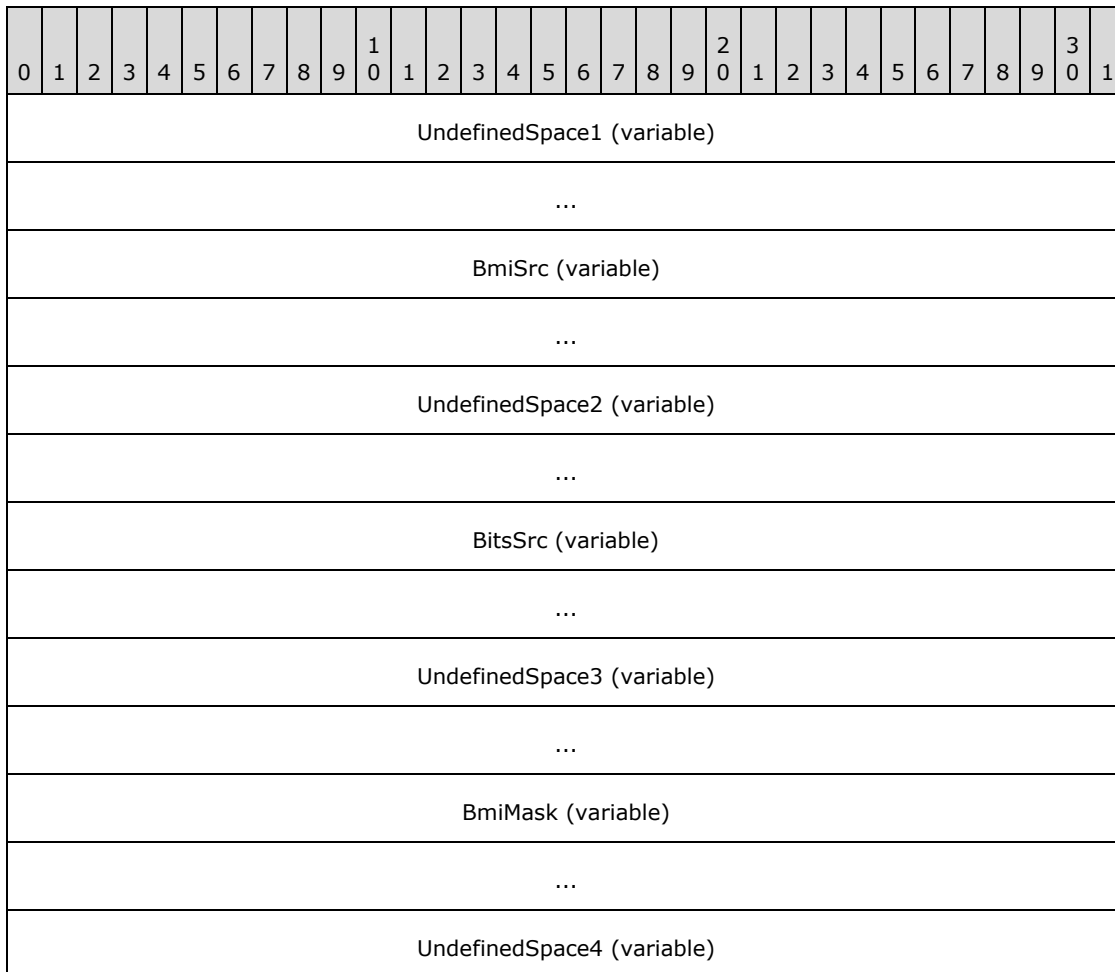 0 1 2 3 4 5 6 7 8 9 1 0 1 2 3 4 5 6 7 8 9 2 0 1 2 3 4 5 6 7 8 9 3 0 1
UndefinedSpace1 (variable)
...
BmiSrc (variable)
...
UndefinedSpace2 (variable)
...
BitsSrc (variable)
...
UndefinedSpace3 (variable)
...
BmiMask (variable)
...
UndefinedSpace4 (variable)